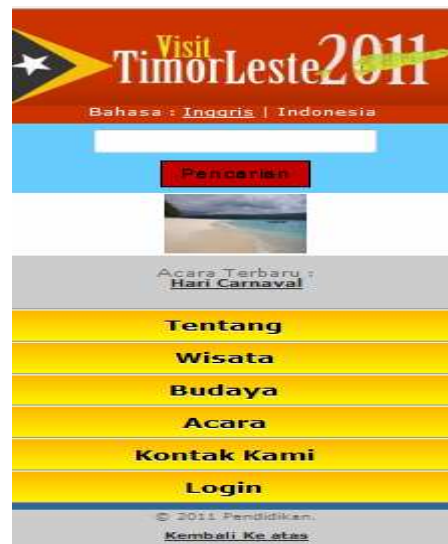 Visit
TimorLeste2011
Bahasa : Inggris | Indonesia
Pencarian
Acara Terbaru :
Hari Carnaval
Tentang
Wisata
Budaya
Acara
Kontak Kami
Login
© 2011 Pendidikan.
Kembali Ke atas